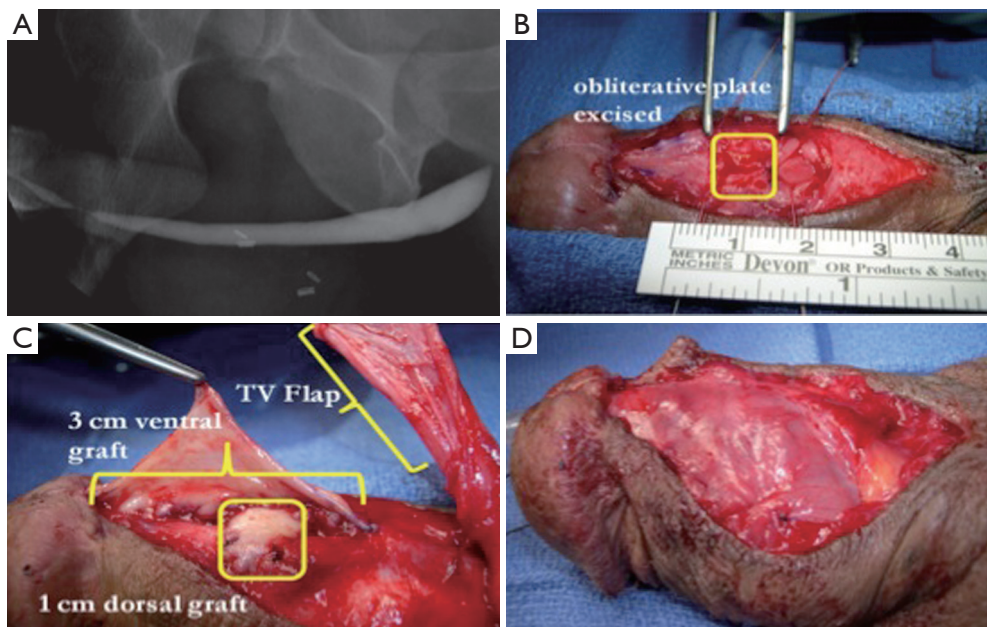 A
B
obliterative plate
excised
1 2 3 4
METRIC
INCHES Devon® OR Products & Safety
1
C
TV Flap
3 cm ventral
graft
1 cm dorsal graft
D